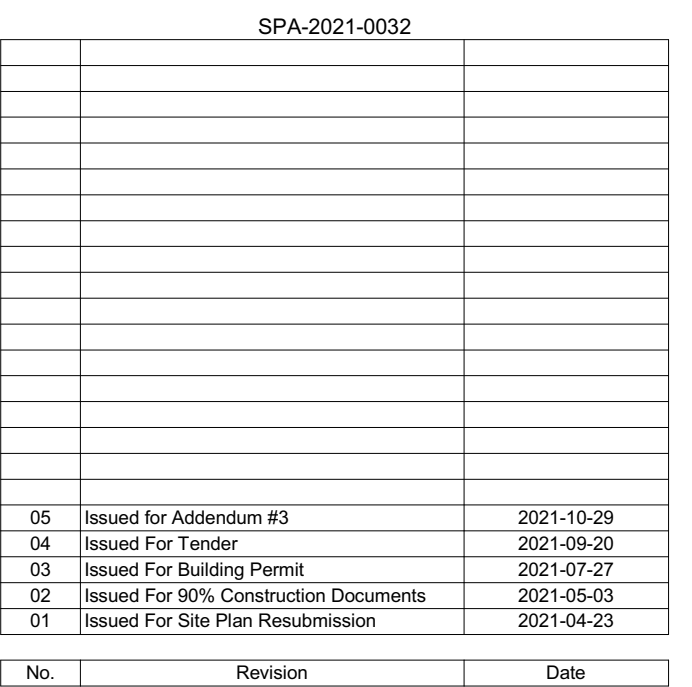 SPA-2021-0032
05 Issued for Addendum #3 2021-10-29
04 Issued For Tender 2021-09-20
03 Issued For Building Permit 2021-07-27
02 Issued For 90% Construction Documents 2021-05-03
01 Issued For Site Plan Resubmission 2021-04-23
No. Revision Date